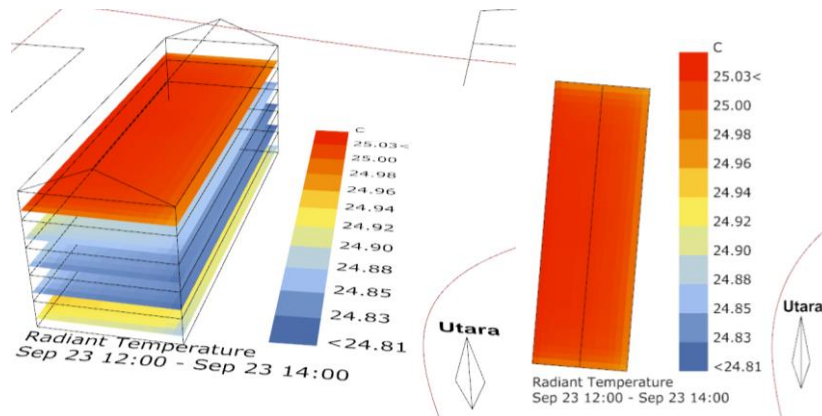 C
25.03<
25.00
24.98
24.96
24.94
24.92
24.90
24.88
24.85
24.83
<24.81
Radiant Temperature
Sep 23 12:00 - Sep 23 14:00
Utara
C
25.03<
25.00
24.98
24.96
24.94
24.92
24.90
24.88
24.85
24.83
<24.81
Radiant Temperature
Sep 23 12:00 - Sep 23 14:00
Utara